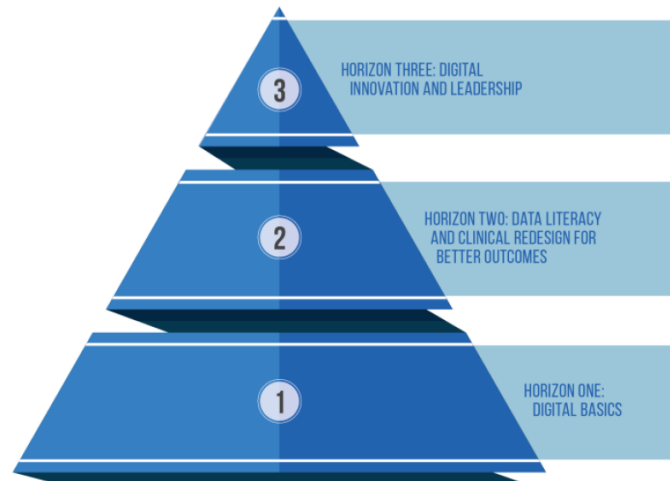 3
HORIZON THREE: DIGITAL
INNOVATION AND LEADERSHIP
2
HORIZON TWO: DATA LITERACY
AND CLINICAL REDESIGN FOR
BETTER OUTCOMES
1
HORIZON ONE:
DIGITAL BASICS